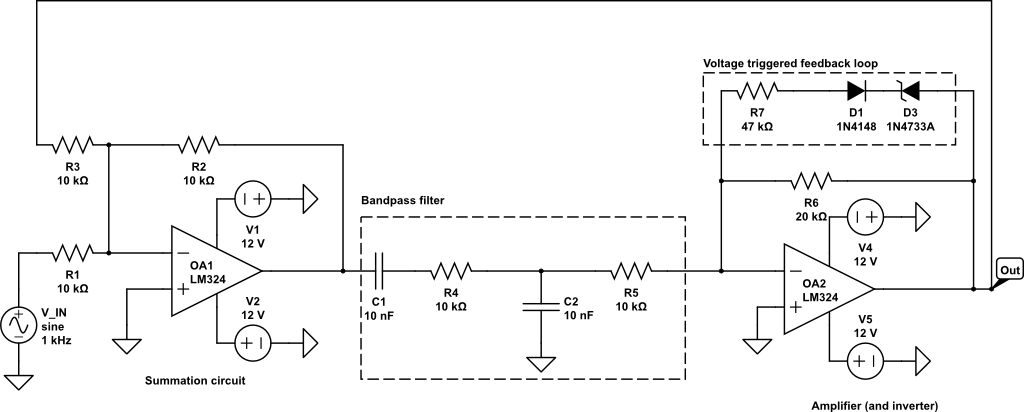 Voltage triggered feedback loop
R7
47 kΩ
D1
1N4148
D3
1N4733A
R3
10 kΩ
R2
10 kΩ
R6
20 kΩ
Bandpass filter
V1
12 V
V4
12 V
R1
10 kΩ
OA1
LM324
C1
10 nF
R4
10 kΩ
C2
10 nF
R5
10 kΩ
OA2
LM324
Out
V_IN
sine
1 kHz
V2
12 V
V5
12 V
Summation circuit
Amplifier (and inverter)